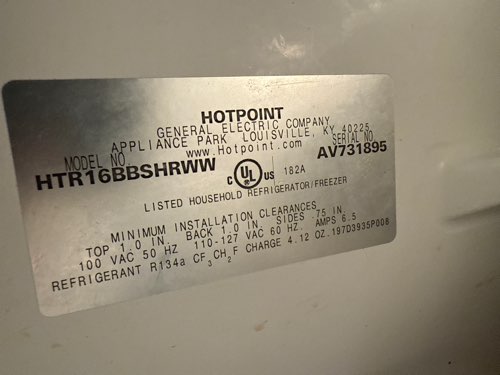 HOTPOINT
GENERAL ELECTRIC COMPANY
APPLIANCE PARK LOUISVILLE, KY 40225
www.Hotpoint.com
MODEL NO. SERIAL NO.
HTR16BBSHRWW C UL US 182A AV731895
LISTED HOUSEHOLD REFRIGERATOR/FREEZER
MINIMUM INSTALLATION CLEARANCES
TOP 1.0 IN. BACK 1.0 IN. SIDES .75 IN.
100 VAC 50 HZ 110-127 VAC 60 HZ. AMPS 6.5
REFRIGERANT R134a CF3CH2F CHARGE 4.12 OZ.197D3935P008